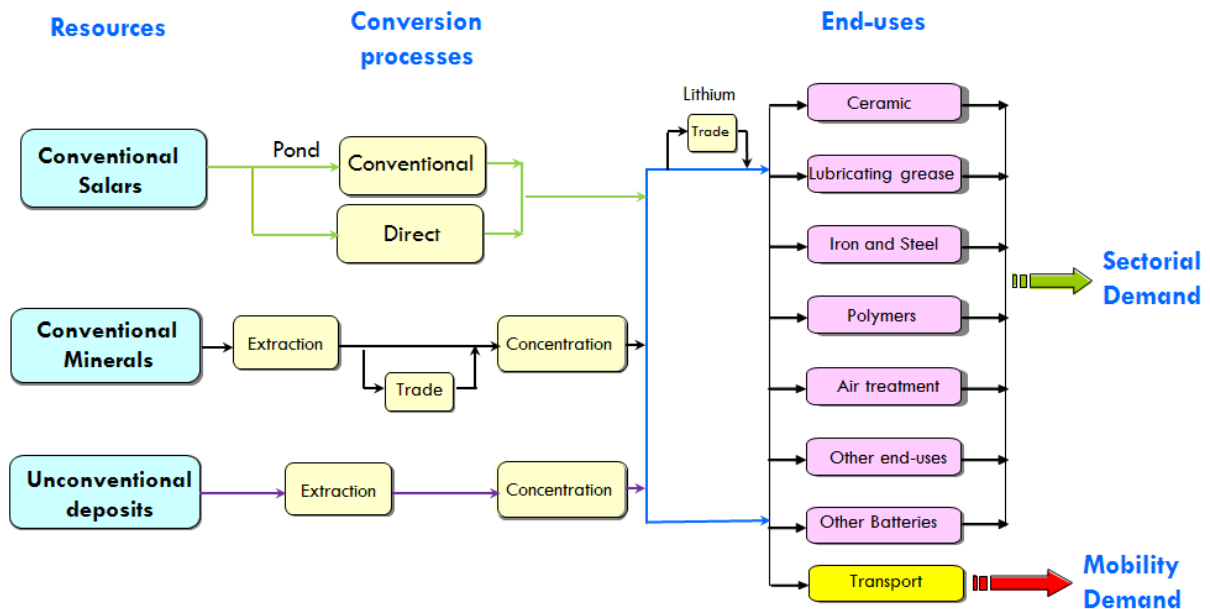 Resources
Conversion
processes
End-uses
Conventional
Salars
Pond
Conventional
Direct
Conventional
Minerals
Extraction
Trade
Concentration
Unconventional
deposits
Extraction
Concentration
Lithium
Trade
Ceramic
Lubricating grease
Iron and Steel
Polymers
Air treatment
Other end-uses
Other Batteries
Transport
Sectorial
Demand
Mobility
Demand